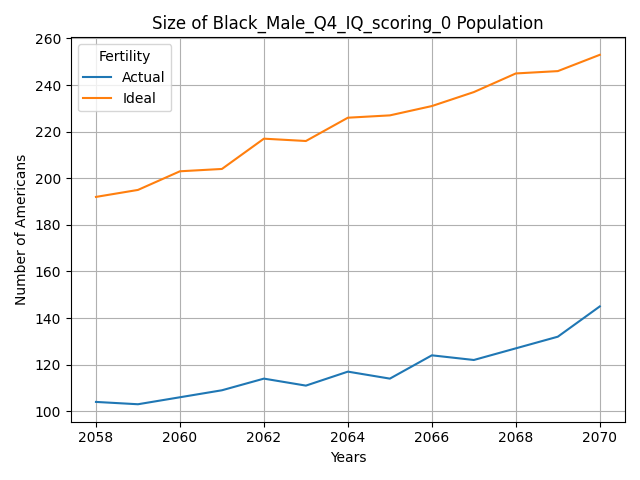 Size of Black_Male_Q4_IQ_scoring_0 Population
260
240
220
200
180
160
140
120
100
Number of Americans
Fertility
Actual
Ideal
2058 2060 2062 2064 2066 2068 2070
Years